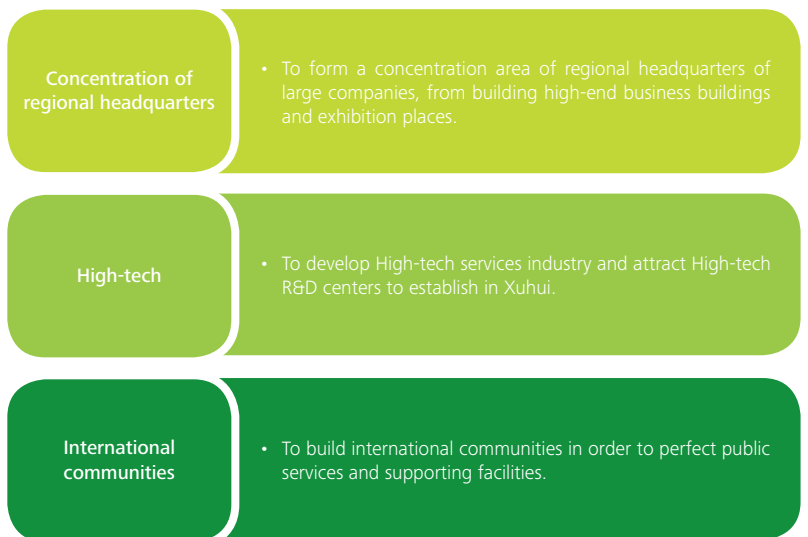 Concentration of
regional headquarters
• To form a concentration area of regional headquarters of
large companies, from building high-end business buildings
and exhibition places.
High-tech
• To develop High-tech services industry and attract High-tech
R&D centers to establish in Xuhui.
International
communities
• To build international communities in order to perfect public
services and supporting facilities.